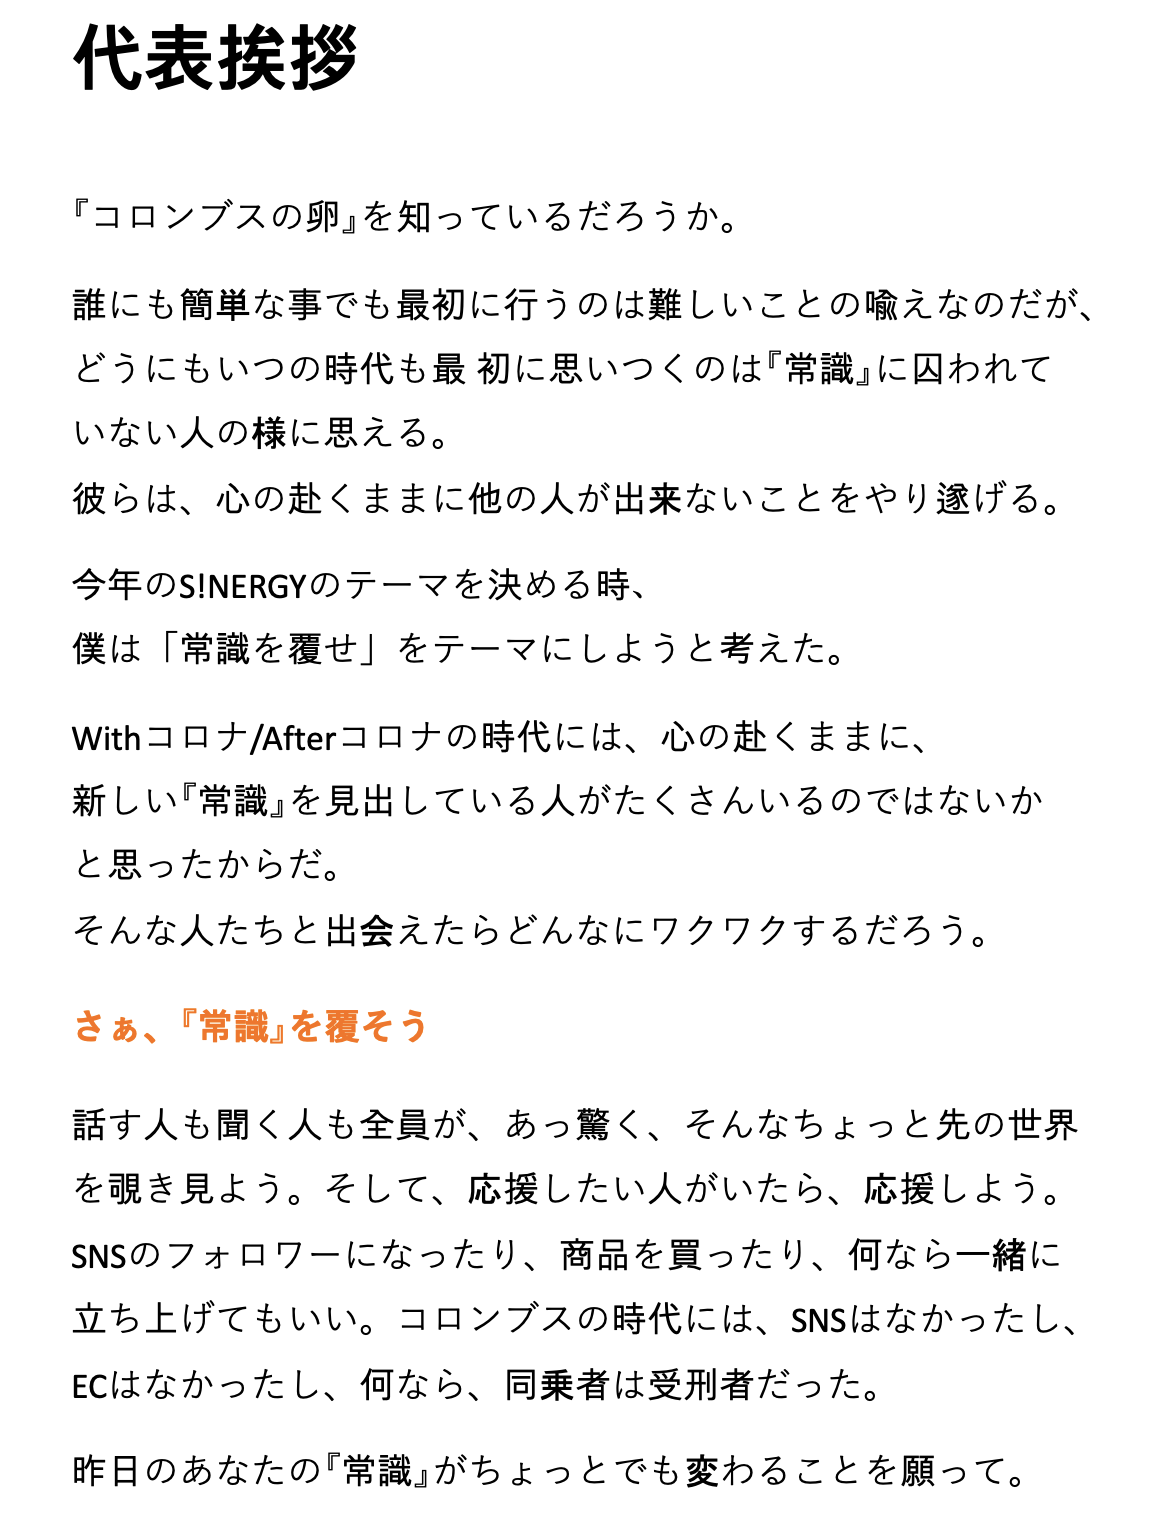 代表挨拶
『コロンブスの卵』を知っているだろうか。
誰にも簡単な事でも最初に行うのは難しいことの喩えなのだが、
どうにもいつの時代も最 初に思いつくのは『常識』に囚われて
いない人の様に思える。
彼らは、心の赴くままに他の人が出来ないことをやり遂げる。
今年のS!NERGYのテーマを決める時、
僕は「常識を覆せ」をテーマにしようと考えた。
Withコロナ/Afterコロナの時代には、心の赴くままに、
新しい『常識』を見出している人がたくさんいるのではないか
と思ったからだ。
そんな人たちと出会えたらどんなにワクワクするだろう。
さぁ、『常識』を覆そう
話す人も聞く人も全員が、あっ驚く、そんなちょっと先の世界
を覗き見よう。そして、応援したい人がいたら、応援しよう。
SNSのフォロワーになったり、商品を買ったり、何なら一緒に
立ち上げてもいい。コロンブスの時代には、SNSはなかったし、
ECはなかったし、何なら、同乗者は受刑者だった。
昨日のあなたの『常識』がちょっとでも変わることを願って。